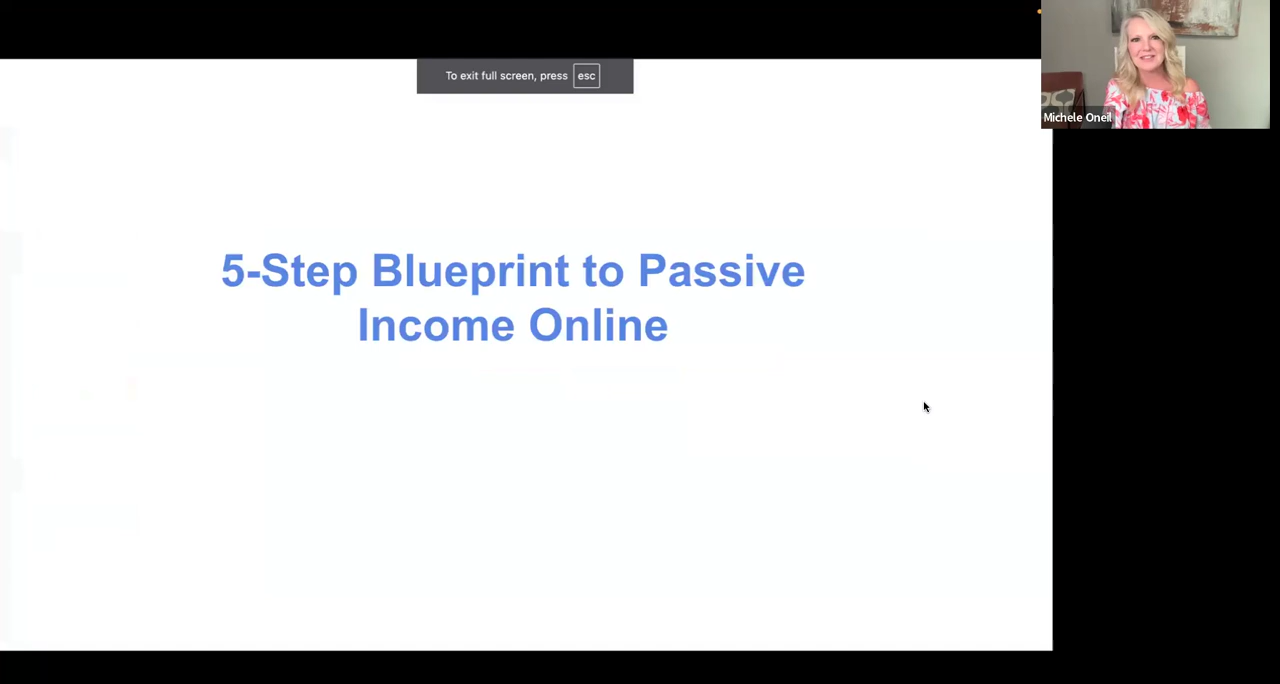 To exit full screen, press esc
Michele Oneil
5-Step Blueprint to Passive
Income Online